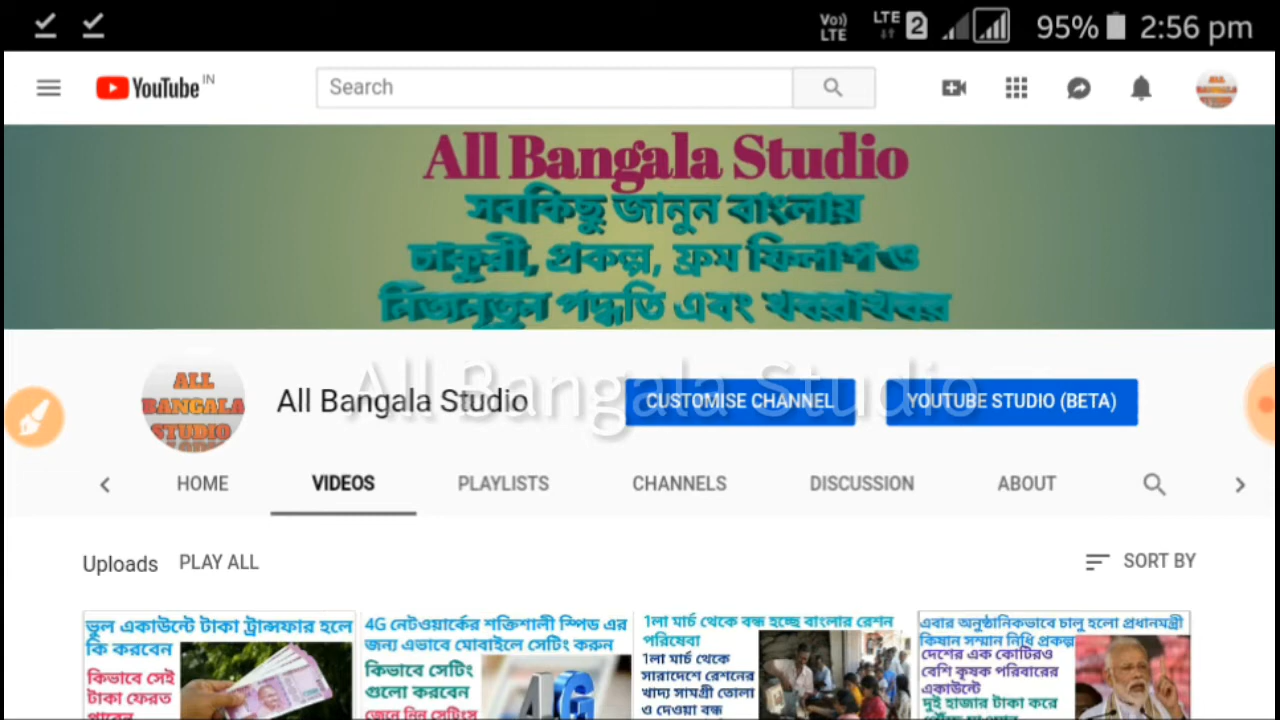 Voı)) LTE LTE 2 95% 2:56 pm
YouTube IN Search
All Bangala Studio
সবকিছু জানুন বাংলায়
চাকুরী, প্রকল্প, ফ্রম ফিলাপ ও
নিত্যনতুন পদ্ধতি এবং খবরাখবর
All Bangala Studio
ALL
BANGALA
STUDIO
All Bangala Studio CUSTOMISE CHANNEL YOUTUBE STUDIO (BETA)
HOME VIDEOS PLAYLISTS CHANNELS DISCUSSION ABOUT
Uploads PLAY ALL SORT BY
ভুল একাউন্টে টাকা ট্রান্সফার হলে
কি করবেন
কিভাবে সেই
টাকা ফেরত
পাবেন
4G নেটওয়ার্কের শক্তিশালী স্পিড এর
জন্য এভাবে মোবাইলে সেটিং করুন
কিভাবে সেটিং
গুলো করবেন
জেনে নিন সেটিংস
4G
1লা মার্চ থেকে বন্ধ হচ্ছে বাংলার রেশন
পরিষেবা
1লা মার্চ থেকে
সারাদেশে রেশনের
খাদ্য সামগ্রী তোলা
ও দেওয়া বন্ধ
এবার অনুষ্ঠানিকভাবে চালু হলো প্রধানমন্ত্রী
কিষান সম্মান নিধি প্রকল্প
দেশের এক কোটিরও
বেশি কৃষক পরিবারের
একাউন্টে
দুই হাজার টাকা করে